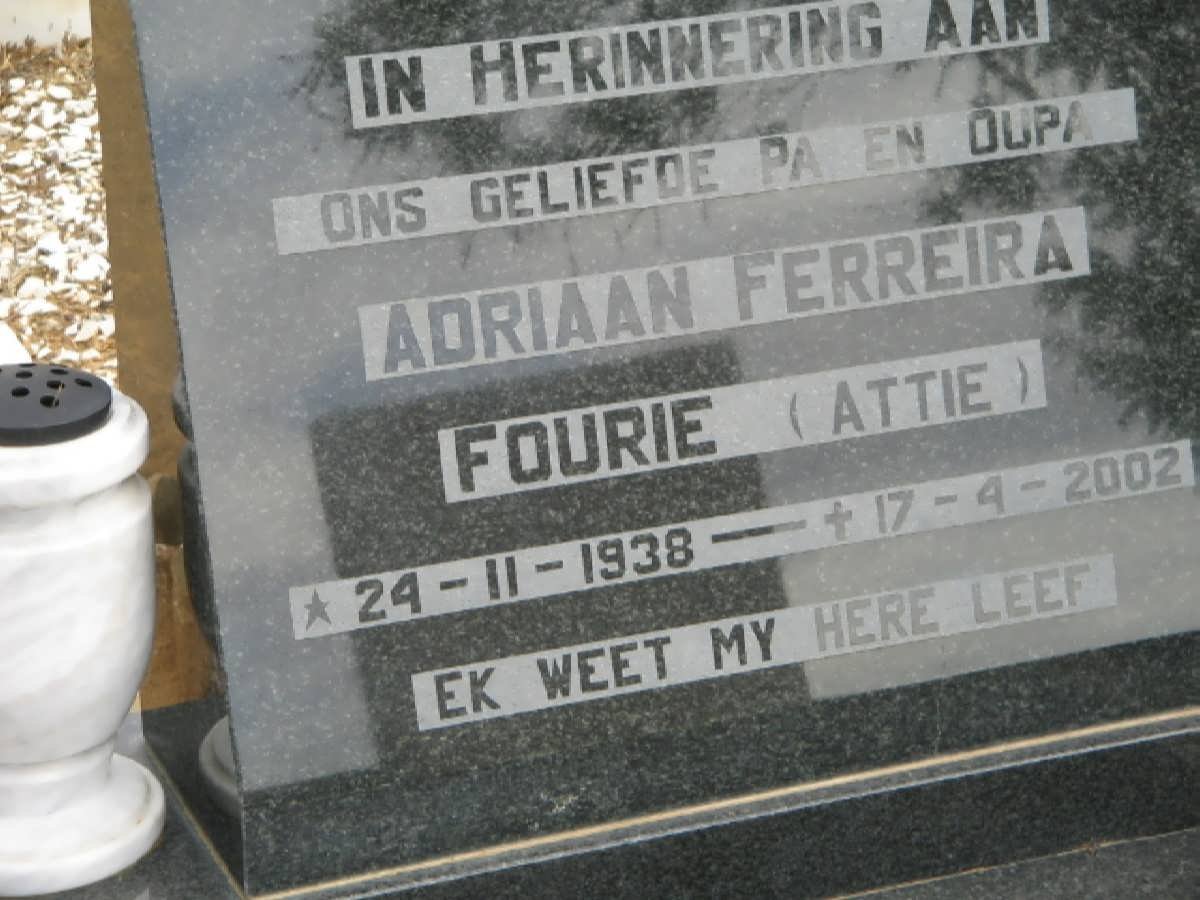 IN HERINNERING AAN
ONS GELIEFDE PA EN OUPA
ADRIAAN FERREIRA
FOURIE (ATTIE)
★ 24-11-1938 — ✝ 17-4-2002
EK WEET MY HERE LEEF